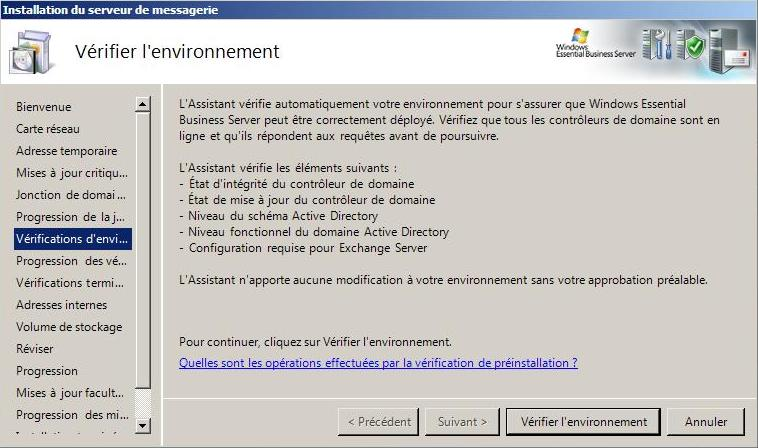 Installation du serveur de messagerie
Vérifier l'environnement
Windows
Essential Business Server
Bienvenue
Carte réseau
Adresse temporaire
Mises à jour critiqu...
Jonction de domai...
Progression de la j...
Vérifications d'envi...
Progression des vé...
Vérifications termi...
Adresses internes
Volume de stockage
Réviser
Progression
Mises à jour facult...
Progression des mi...
L'Assistant vérifie automatiquement votre environnement pour s'assurer que Windows Essential
Business Server peut être correctement déployé. Vérifiez que tous les contrôleurs de domaine sont en
ligne et qu'ils répondent aux requêtes avant de poursuivre.
L'Assistant vérifie les éléments suivants :
- État d'intégrité du contrôleur de domaine
- État de mise à jour du contrôleur de domaine
- Niveau du schéma Active Directory
- Niveau fonctionnel du domaine Active Directory
- Configuration requise pour Exchange Server
L'Assistant n'apporte aucune modification à votre environnement sans votre approbation préalable.
Pour continuer, cliquez sur Vérifier l'environnement.
Quelles sont les opérations effectuées par la vérification de préinstallation ?
< Précédent
Suivant >
Vérifier l'environnement
Annuler